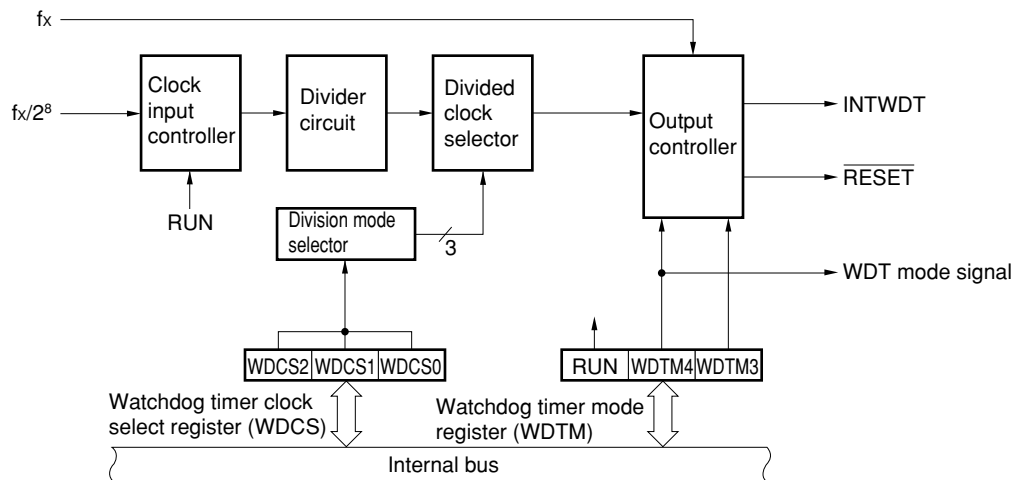 fx
fx/2⁸
Clock
input
controller
Divider
circuit
Divided
clock
selector
Output
controller
INTWDT
RESET
RUN
Division mode
selector
3
WDT mode signal
WDCS2 WDCS1 WDCS0
RUN WDTM4 WDTM3
Watchdog timer clock
select register (WDCS)
Watchdog timer mode
register (WDTM)
Internal bus